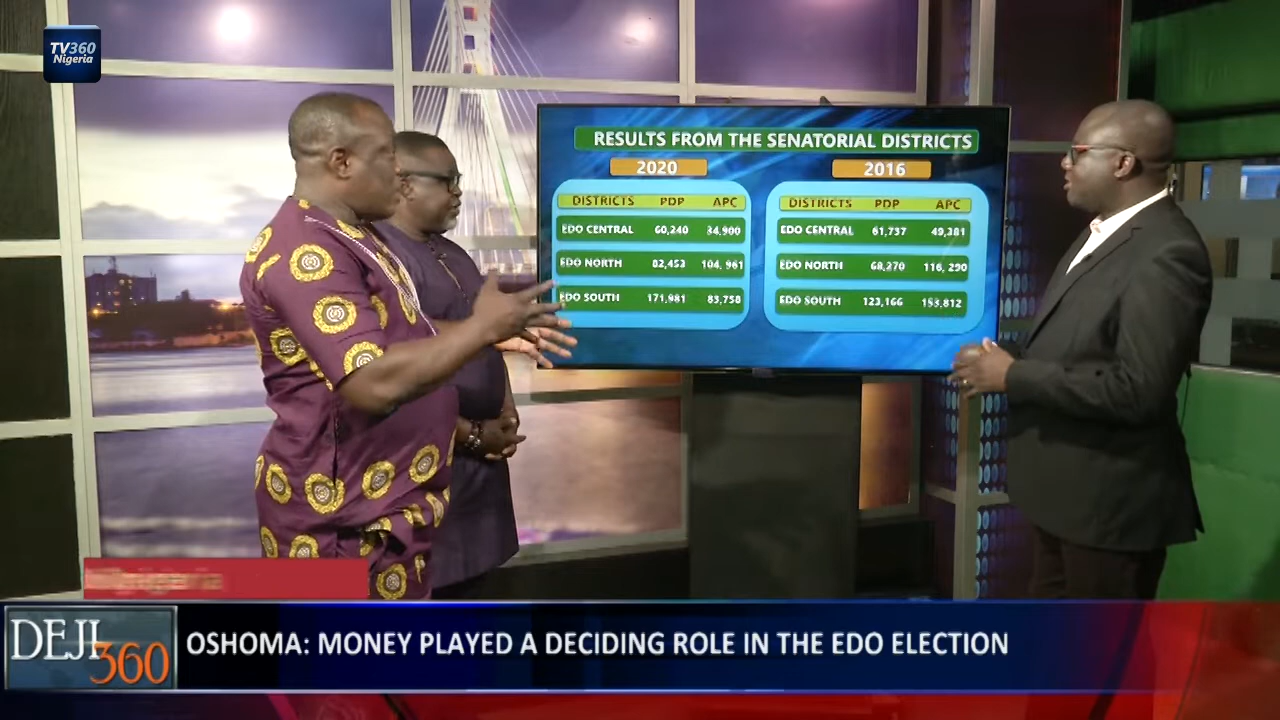 TV360
Nigeria
RESULTS FROM THE SENATORIAL DISTRICTS
2020
DISTRICTS PDP APC
EDO CENTRAL 60,240 34,900
EDO NORTH 82,453 104, 961
EDO SOUTH 171,981 83,758
2016
DISTRICTS PDP APC
EDO CENTRAL 61,737 49,381
EDO NORTH 68,270 116, 290
EDO SOUTH 123,166 153,812
DEJI
360
OSHOMA: MONEY PLAYED A DECIDING ROLE IN THE EDO ELECTION